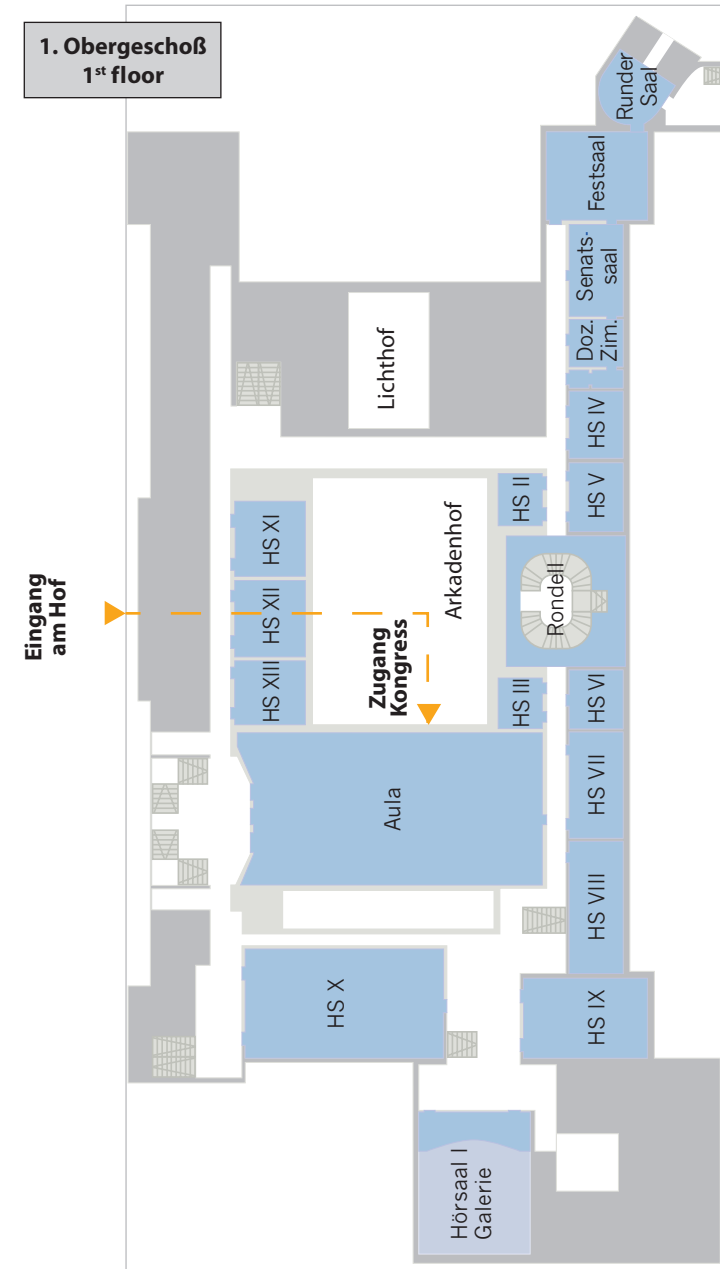 1. Obergeschoß
1st floor
Runder
Saal
Festsaal
Senats-
saal
Doz.
Zim.
Lichthof
HS IV
HS V
HS II
HS XI
Arkadenhof
Eingang
am Hof
HS XII
Rondell
Zugang
Kongress
HS XIII
HS III
HS VI
Aula
HS VII
HS VIII
HS X
HS IX
Hörsaal I
Galerie